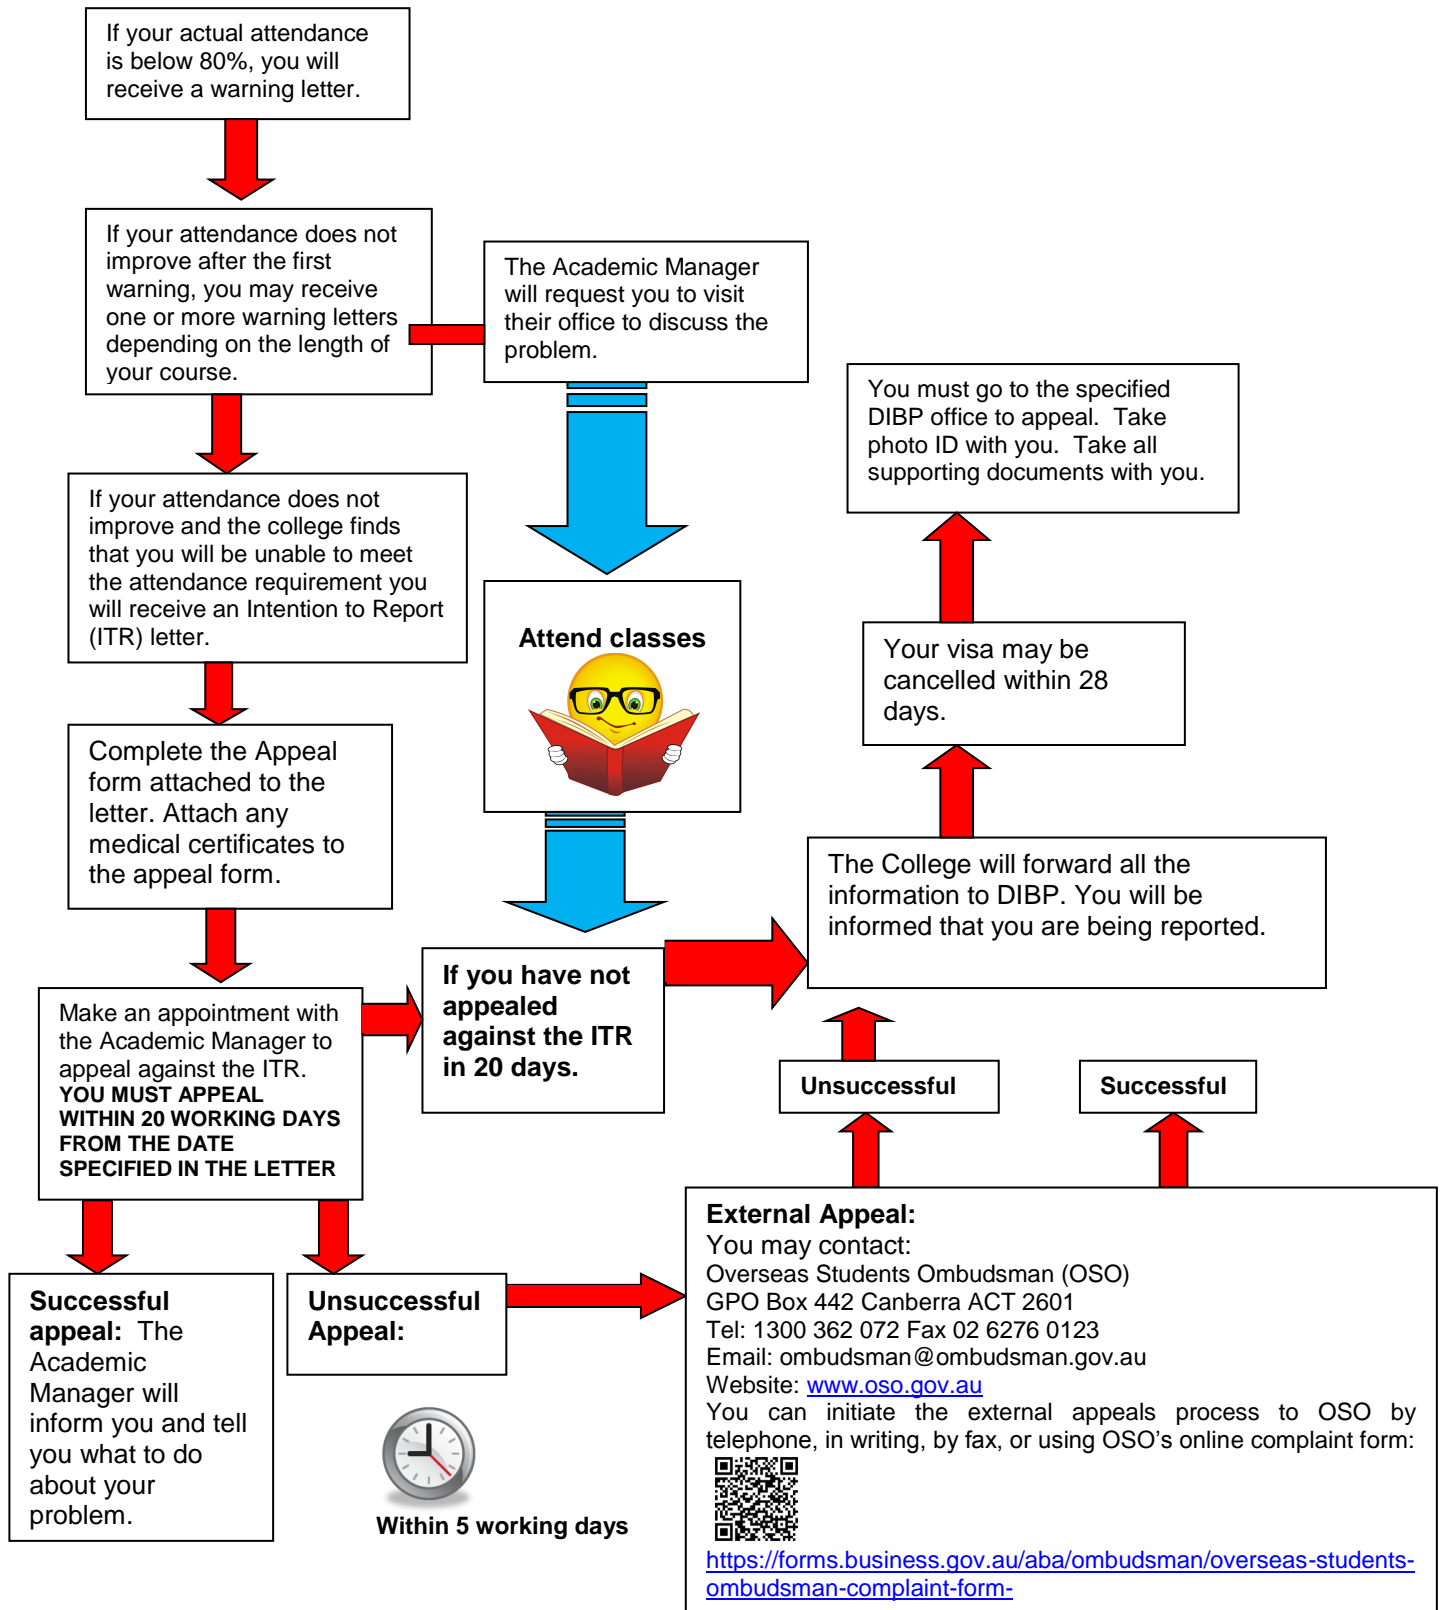 If your actual attendance
is below 80%, you will
receive a warning letter.
If your attendance does not
improve after the first
warning, you may receive
one or more warning letters
depending on the length of
your course.
The Academic Manager
will request you to visit
their office to discuss the
problem.
You must go to the specified
DIBP office to appeal.  Take
photo ID with you.  Take all
supporting documents with you.
If your attendance does not
improve and the college finds
that you will be unable to meet
the attendance requirement you
will receive an Intention to Report
(ITR) letter.
Attend classes
Your visa may be
cancelled within 28
days.
Complete the Appeal
form attached to the
letter. Attach any
medical certificates to
the appeal form.
The College will forward all the
information to DIBP. You will be
informed that you are being reported.
If you have not
appealed
against the ITR
in 20 days.
Make an appointment with
the Academic Manager to
appeal against the ITR.
YOU MUST APPEAL
WITHIN 20 WORKING DAYS
FROM THE DATE
SPECIFIED IN THE LETTER
Unsuccessful
Successful
Successful
appeal:  The
Academic
Manager will
inform you and tell
you what to do
about your
problem.
Unsuccessful
Appeal:
Within 5 working days
External Appeal:
You may contact:
Overseas Students Ombudsman (OSO)
GPO Box 442 Canberra ACT 2601
Tel: 1300 362 072 Fax 02 6276 0123
Email: ombudsman@ombudsman.gov.au
Website: www.oso.gov.au
You can initiate the external appeals process to OSO by
telephone, in writing, by fax, or using OSO's online complaint form:
https://forms.business.gov.au/aba/ombudsman/overseas-students-
ombudsman-complaint-form-